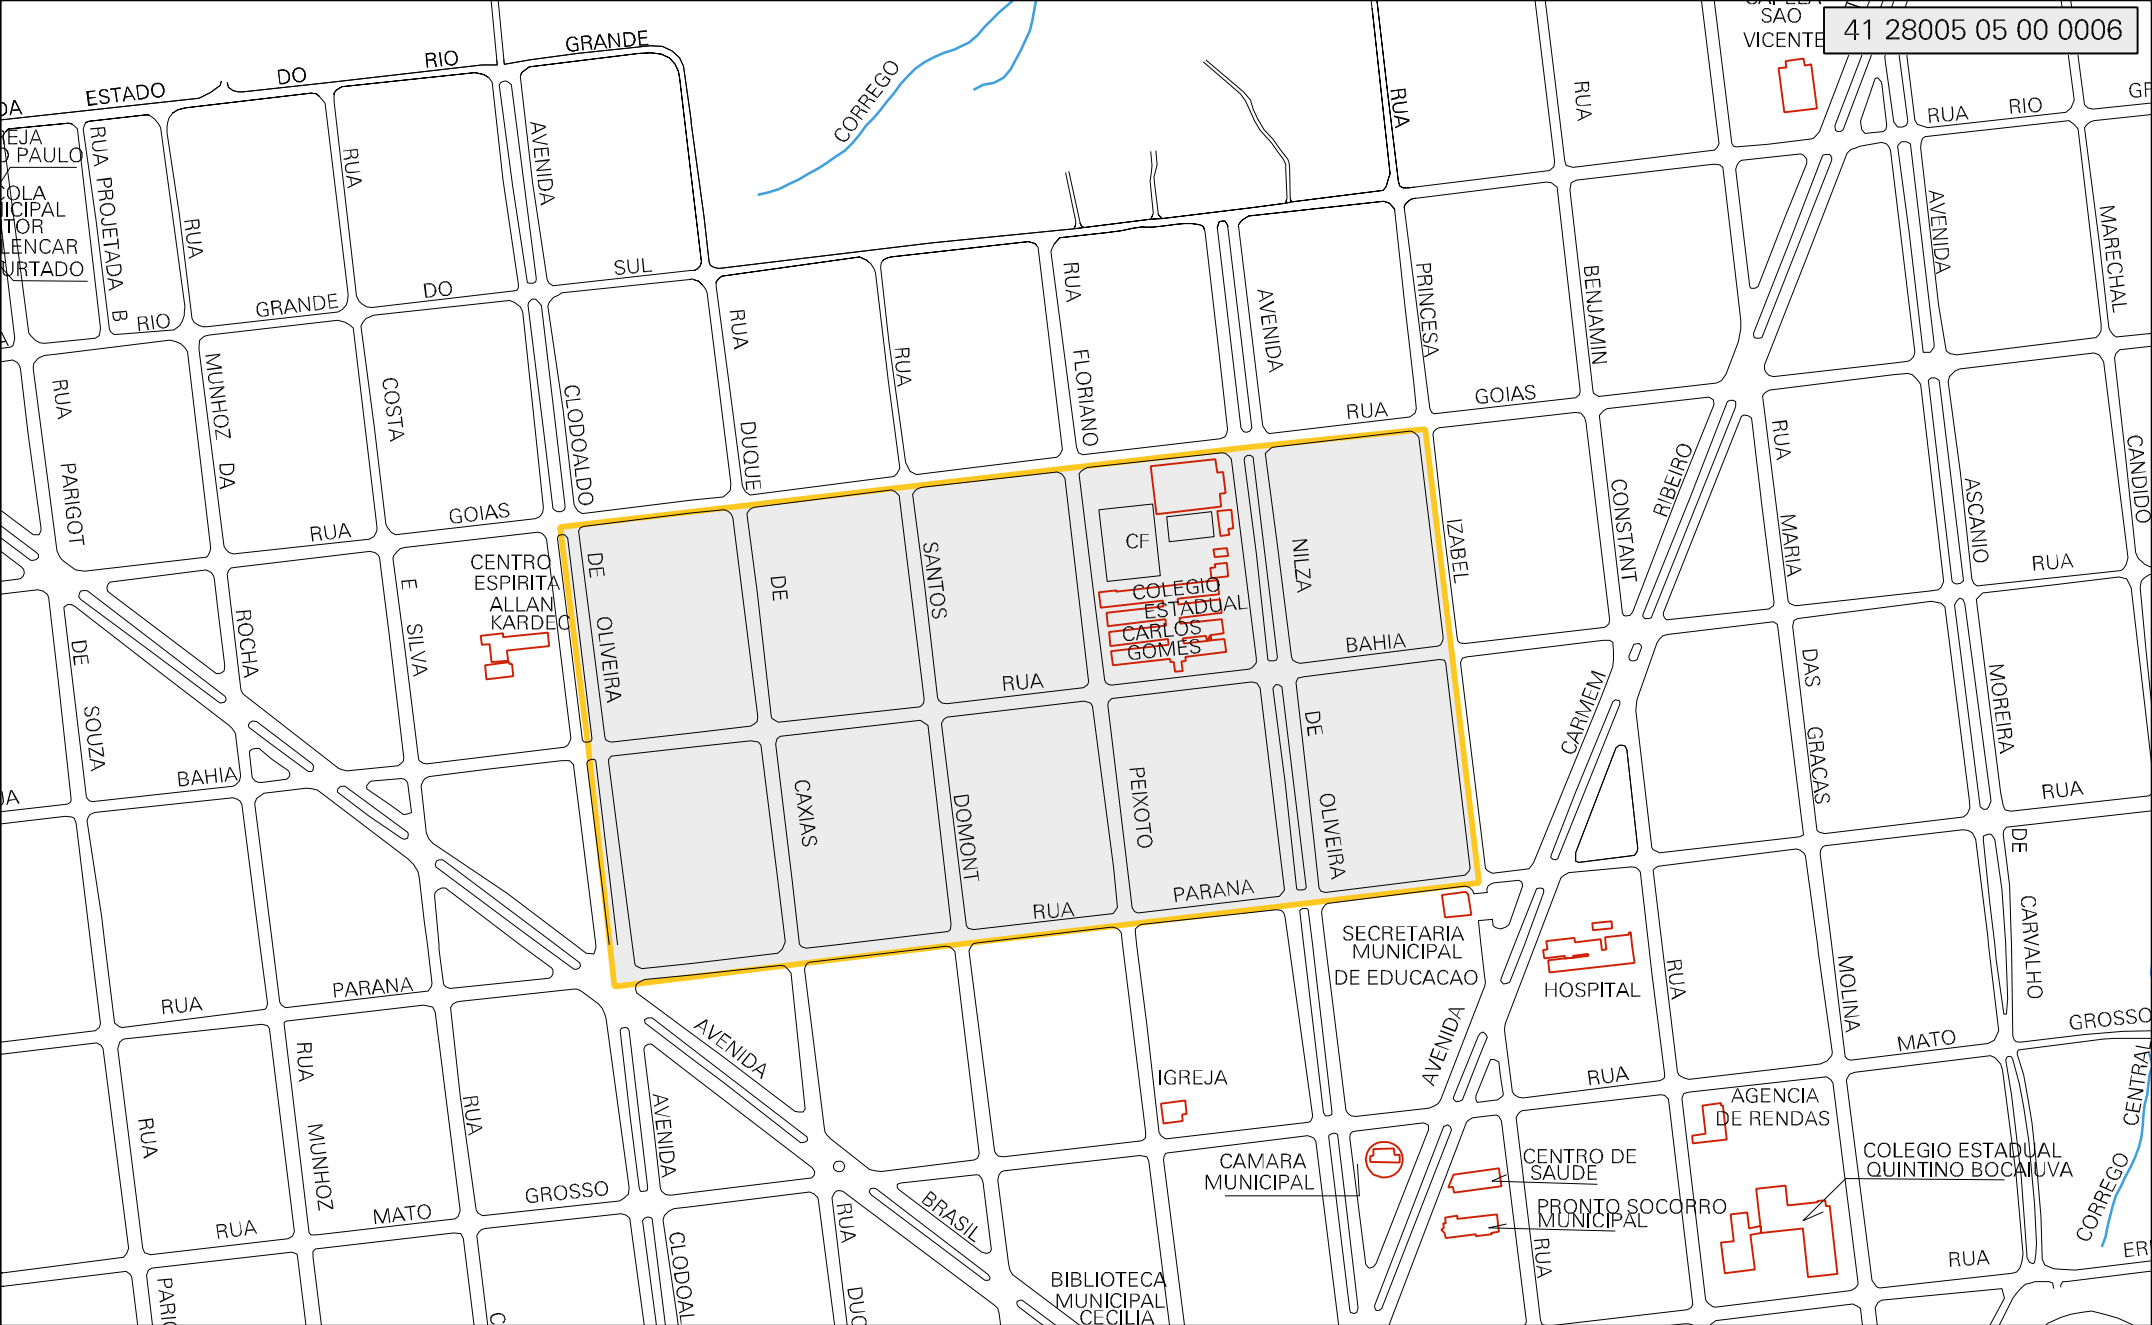 41 28005 05 00 0006
SAO
VICENTE
ESTADO
DO
RIO
GRANDE
CORREGO
RUA
RUA
RUA
RIO
RUA PROJETADA B
RUA
RUA
AVENIDA
AVENIDA
MARECHAL
SUL
DO
GRANDE
RIO
RUA
AVENIDA
PRINCESA
BENJAMIN
RUA
RUA
FLORIANO
MUNHOZ
DA
COSTA
CLODOALDO
DUQUE
RUA
GOIAS
RUA
PARIGOT
RUA
GOIAS
RIBEIRO
RUA
CANDIDO
CENTRO
ESPIRITA
ALLAN
KARDEC
DE
OLIVEIRA
DE
SANTOS
CF
NILZA
IZABEL
CONSTANT
MARIA
ASCANIO
RUA
COLEGIO
ESTADUAL
CARLOS
GOMES
ROCHA
E
SILVA
DE
SOUZA
BAHIA
RUA
BAHIA
DE
OLIVEIRA
CARMEM
DAS
GRACAS
MOREIRA
RUA
CAXIAS
DOMONT
PEIXOTO
RUA
PARANA
DE
CARVALHO
SECRETARIA
MUNICIPAL
DE EDUCACAO
HOSPITAL
RUA
MOLINA
RUA
PARANA
AVENIDA
AVENIDA
MATO
GROSSO
RUA
RUA
MUNHOZ
RUA
RUA
AVENIDA
IGREJA
AGENCIA
DE RENDAS
CENTRAL
CORREGO
CAMARA
MUNICIPAL
CENTRO DE
SAUDE
PRONTO SOCORRO
MUNICIPAL
COLEGIO ESTADUAL
QUINTINO BOCAIUVA
RUA
MATO
GROSSO
BRASIL
RUA
RUA
RUA
BIBLIOTECA
MUNICIPAL
CECILIA